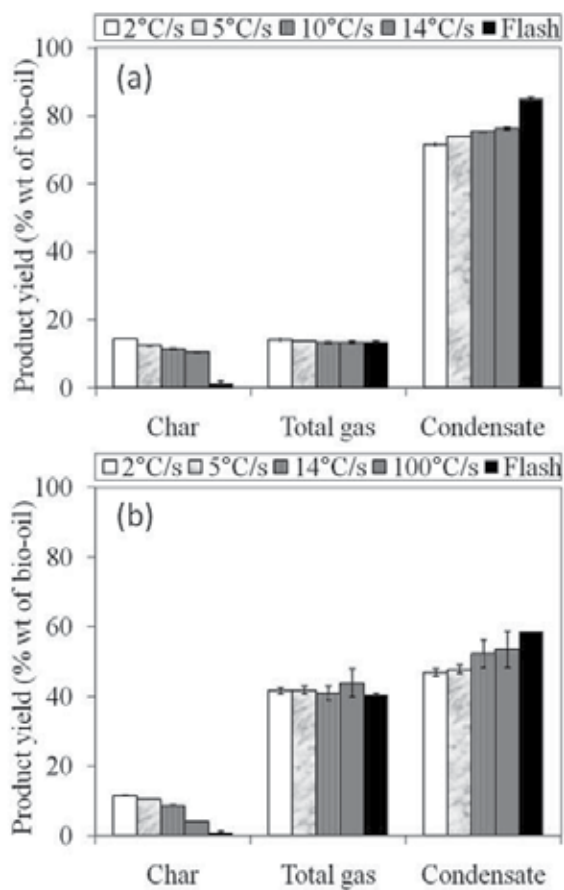 2°C/s 5°C/s 10°C/s 14°C/s Flash
100
(a)
80
60
40
20
0
Product yield (% wt of bio-oil)
Char Total gas Condensate
2°C/s 5°C/s 14°C/s 100°C/s Flash
100
(b)
80
60
40
20
0
Product yield (% wt of bio-oil)
Char Total gas Condensate